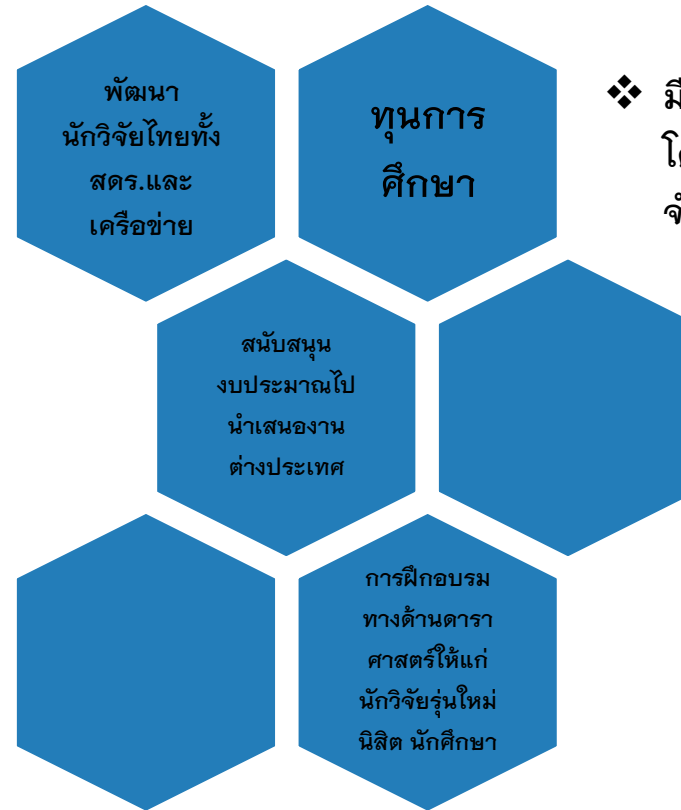 พัฒนา
นักวิจัยไทยทั้ง
สดร.และ
เครือข่าย
ทุนการ
ศึกษา
❖ มี
สนับสนุน
งบประมาณไป
นำเสนองาน
ต่างประเทศ
การฝึกอบรม
ทางด้านดารา
ศาสตร์ให้แก่
นักวิจัยรุ่นใหม่
นิสิต นักศึกษา